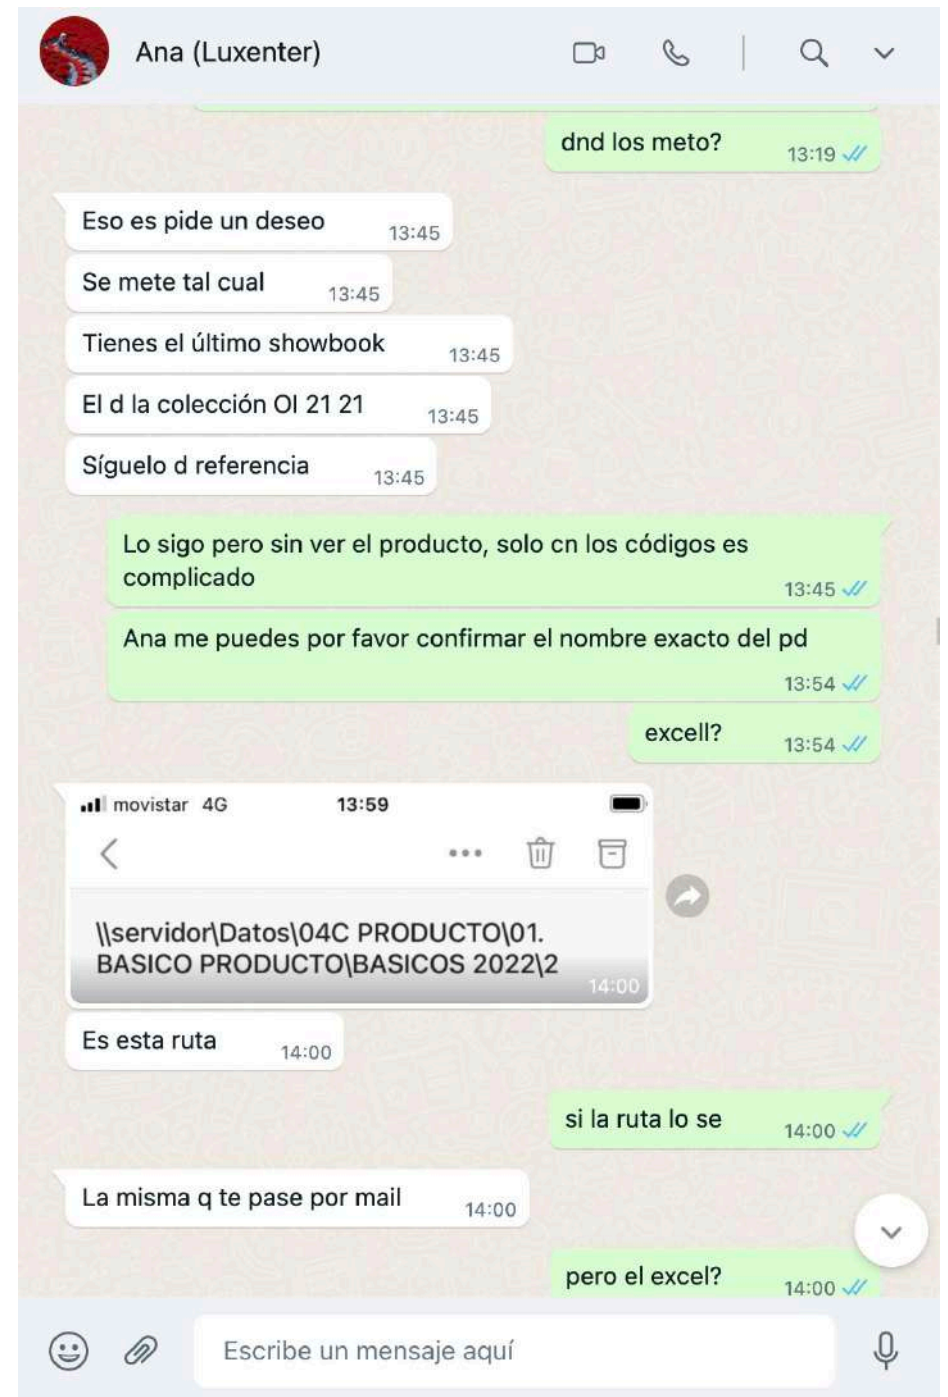 Ana (Luxenter)
dnd los meto?
13:19
Eso es pide un deseo
13:45
Se mete tal cual
13:45
Tienes el último showbook
13:45
El d la colección OI 21 21
13:45
Síguelo d referencia
13:45
Lo sigo pero sin ver el producto, solo cn los códigos es
complicado
13:45
Ana me puedes por favor confirmar el nombre exacto del pd
13:54
excell?
13:54
movistar 4G 13:59
\\servidor\Datos\04C PRODUCTO\01.
BASICO PRODUCTO\BASICOS 2022\2
14:00
Es esta ruta
14:00
si la ruta lo se
14:00
La misma q te pase por mail
14:00
pero el excel?
14:00
Escribe un mensaje aquí